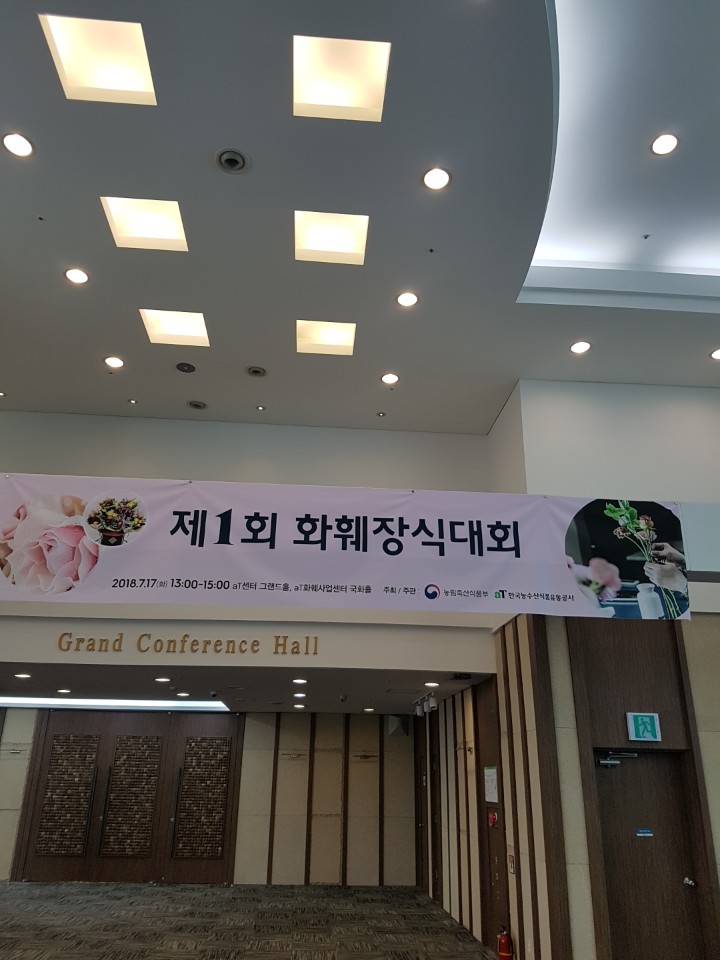 제1회 화훼장식대회
2018.7.17(화) 13:00-15:00 aT센터 그랜드홀, aT화훼사업센터 국화홀 주최 / 주관 농림축산식품부 aT 한국농수산식품유통공사
Grand Conference Hall